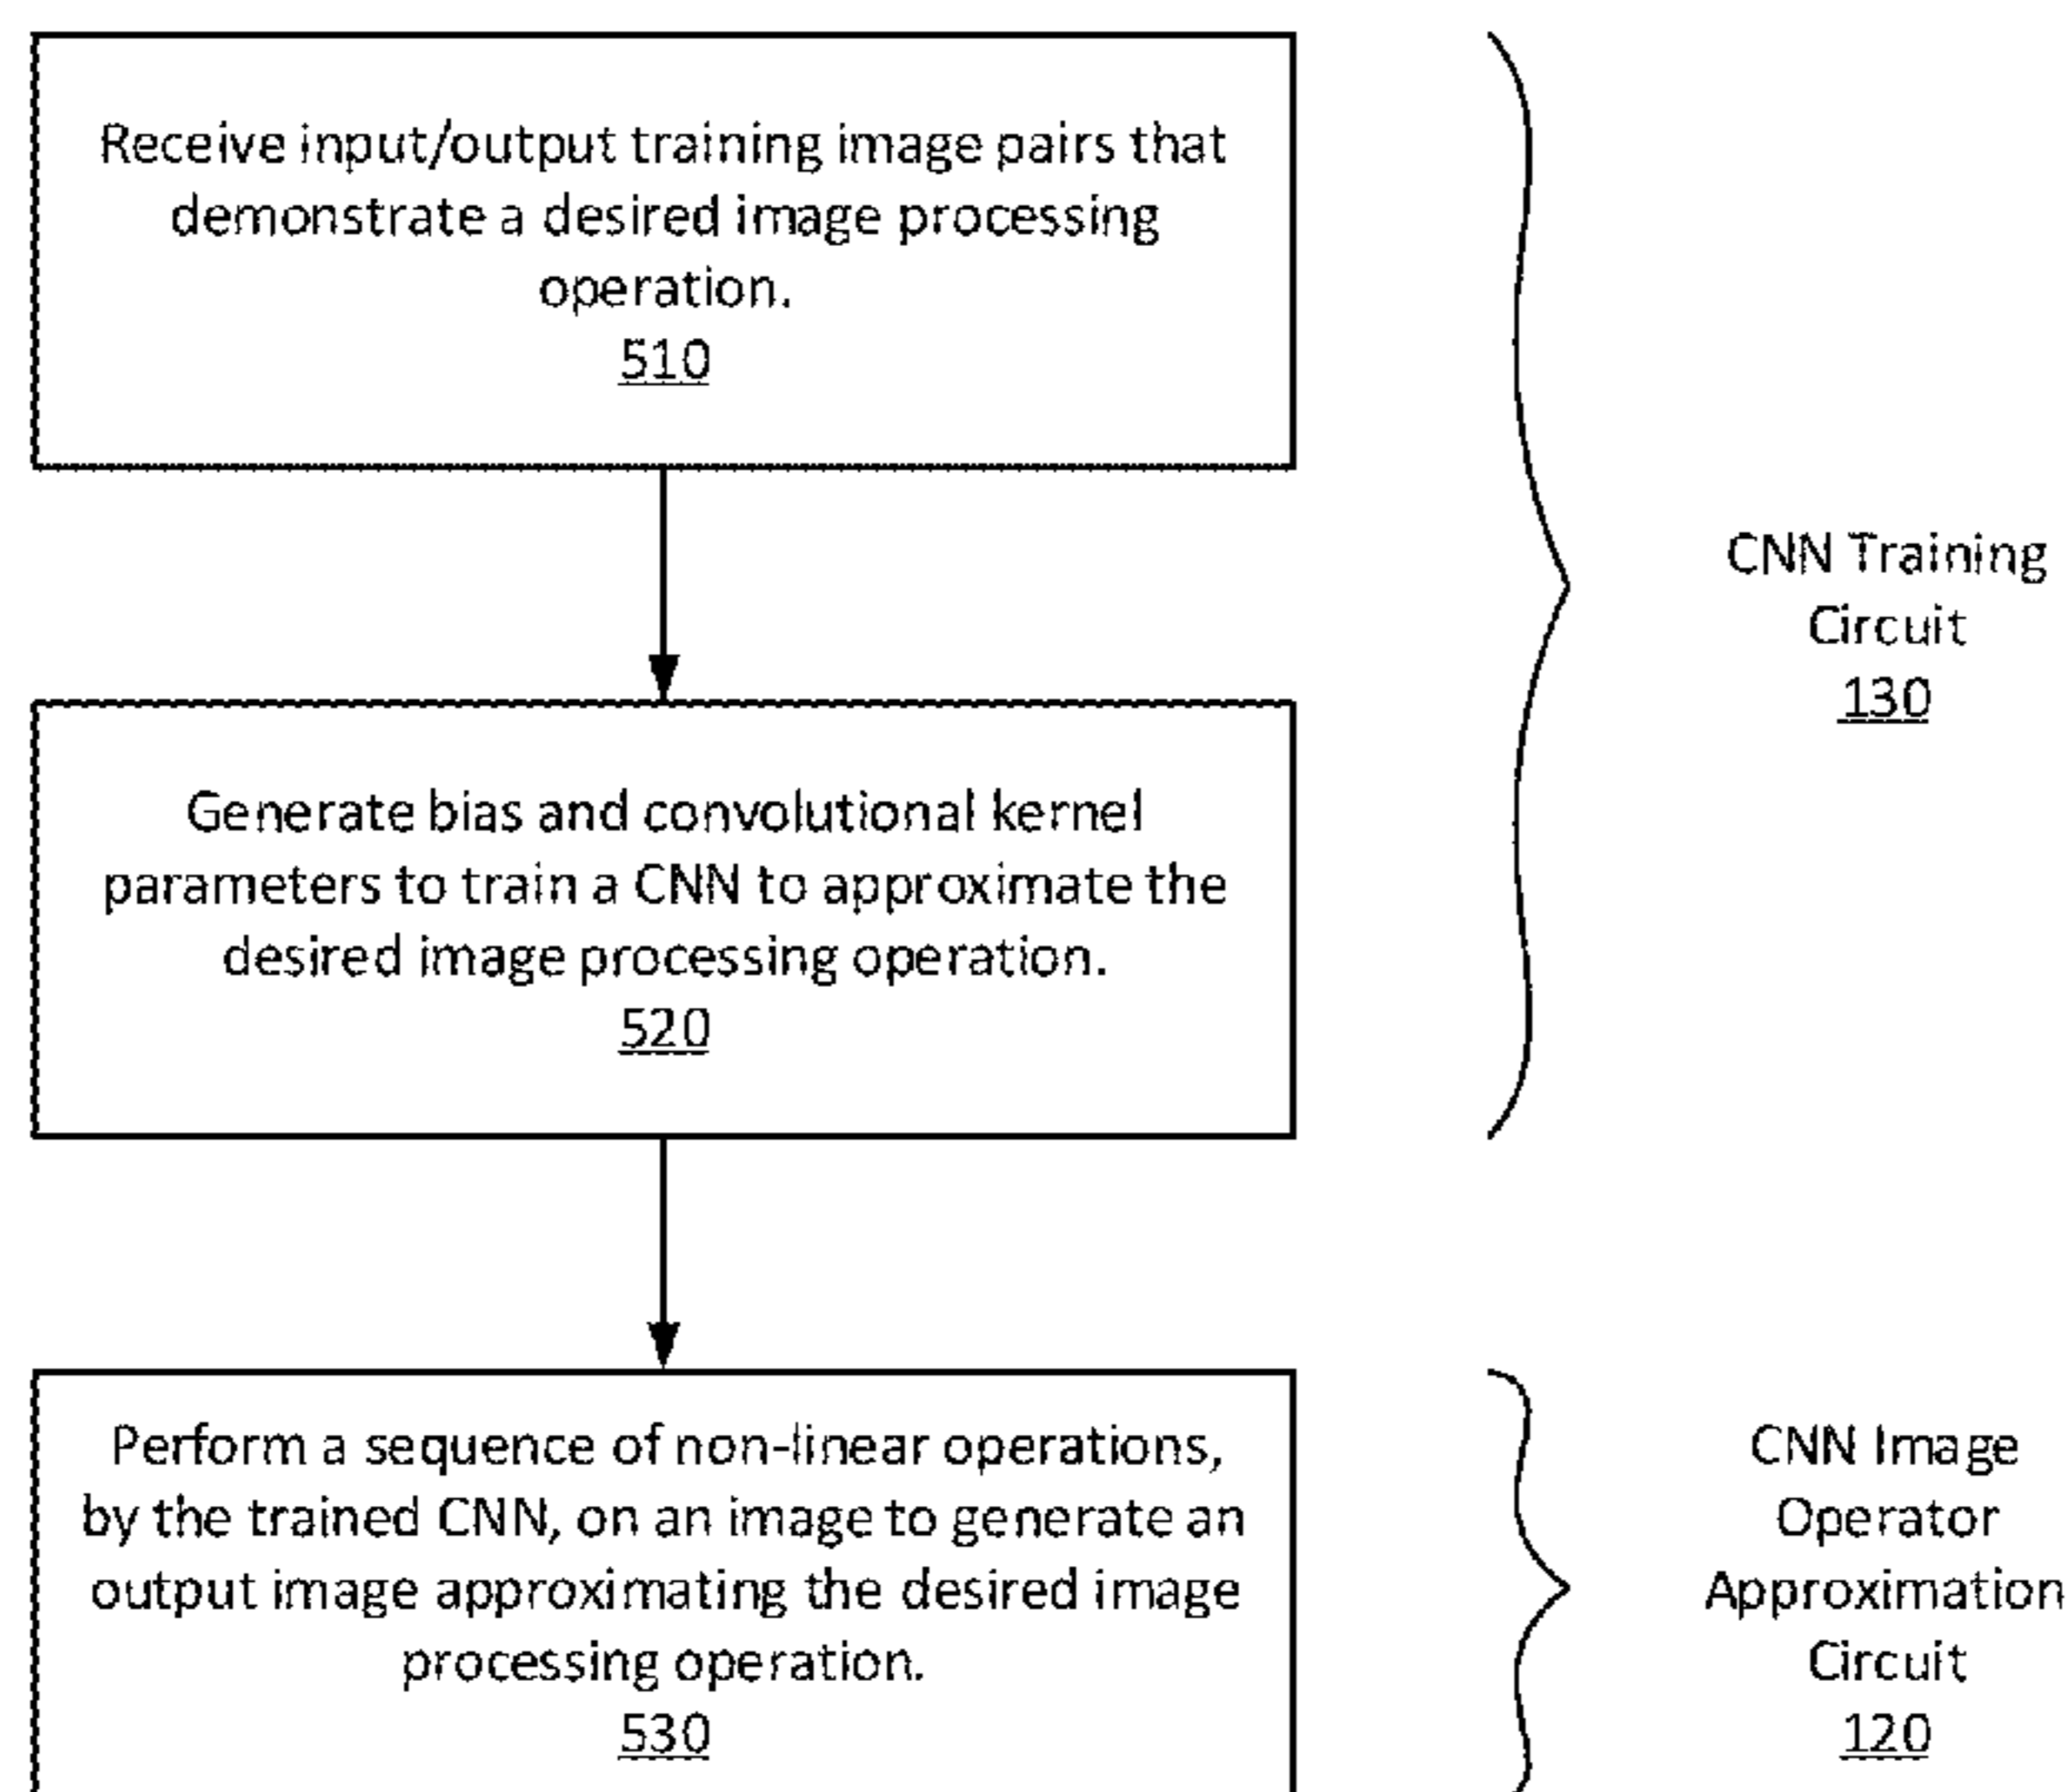 Receive input/output training image pairs that
demonstrate a desired image processing
operation.
510
CNN Training
Circuit
130
Generate bias and convolutional kernel
parameters to train a CNN to approximate the
desired image processing operation.
520
Perform a sequence of non-linear operations,
by the trained CNN, on an image to generate an
output image approximating the desired image
processing operation.
530
CNN Image
Operator
Approximation
Circuit
120